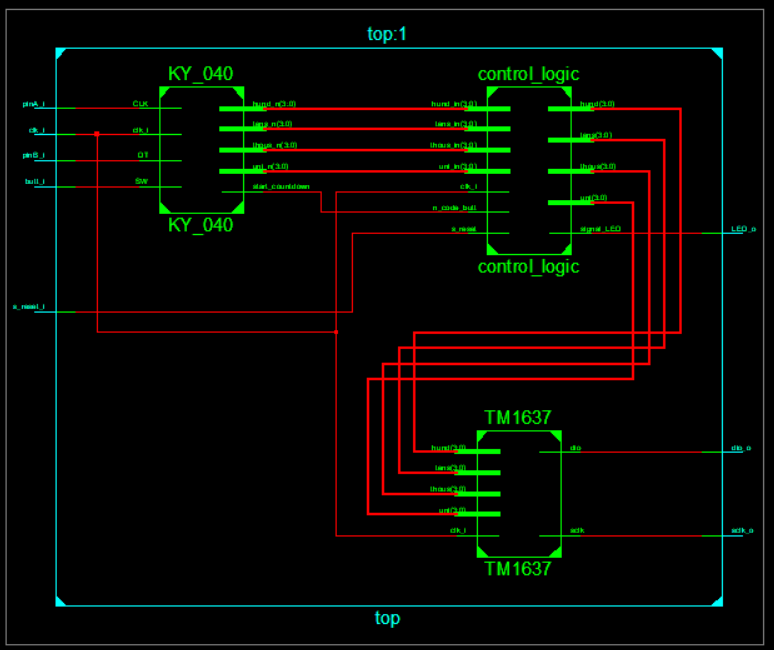 top:1
KY_040
control_logic
pinA_i
CLK
hund_n(3:0)
hund_in(3:0)
hund(3:0)
clk_i
clk_i
tens_n(3:0)
tens_in(3:0)
tens(3:0)
pinB_i
DT
thous_n(3:0)
thous_in(3:0)
thous(3:0)
butt_i
SW
unit_n(3:0)
unit_in(3:0)
start_countdown
clk_i
unit(3:0)
n_code_butt
KY_040
s_reset
signal_LED
LED_o
control_logic
s_reset_i
TM1637
hund(3:0)
dio
dio_o
tens(3:0)
thous(3:0)
unit(3:0)
clk_i
sclk
sclk_o
TM1637
top